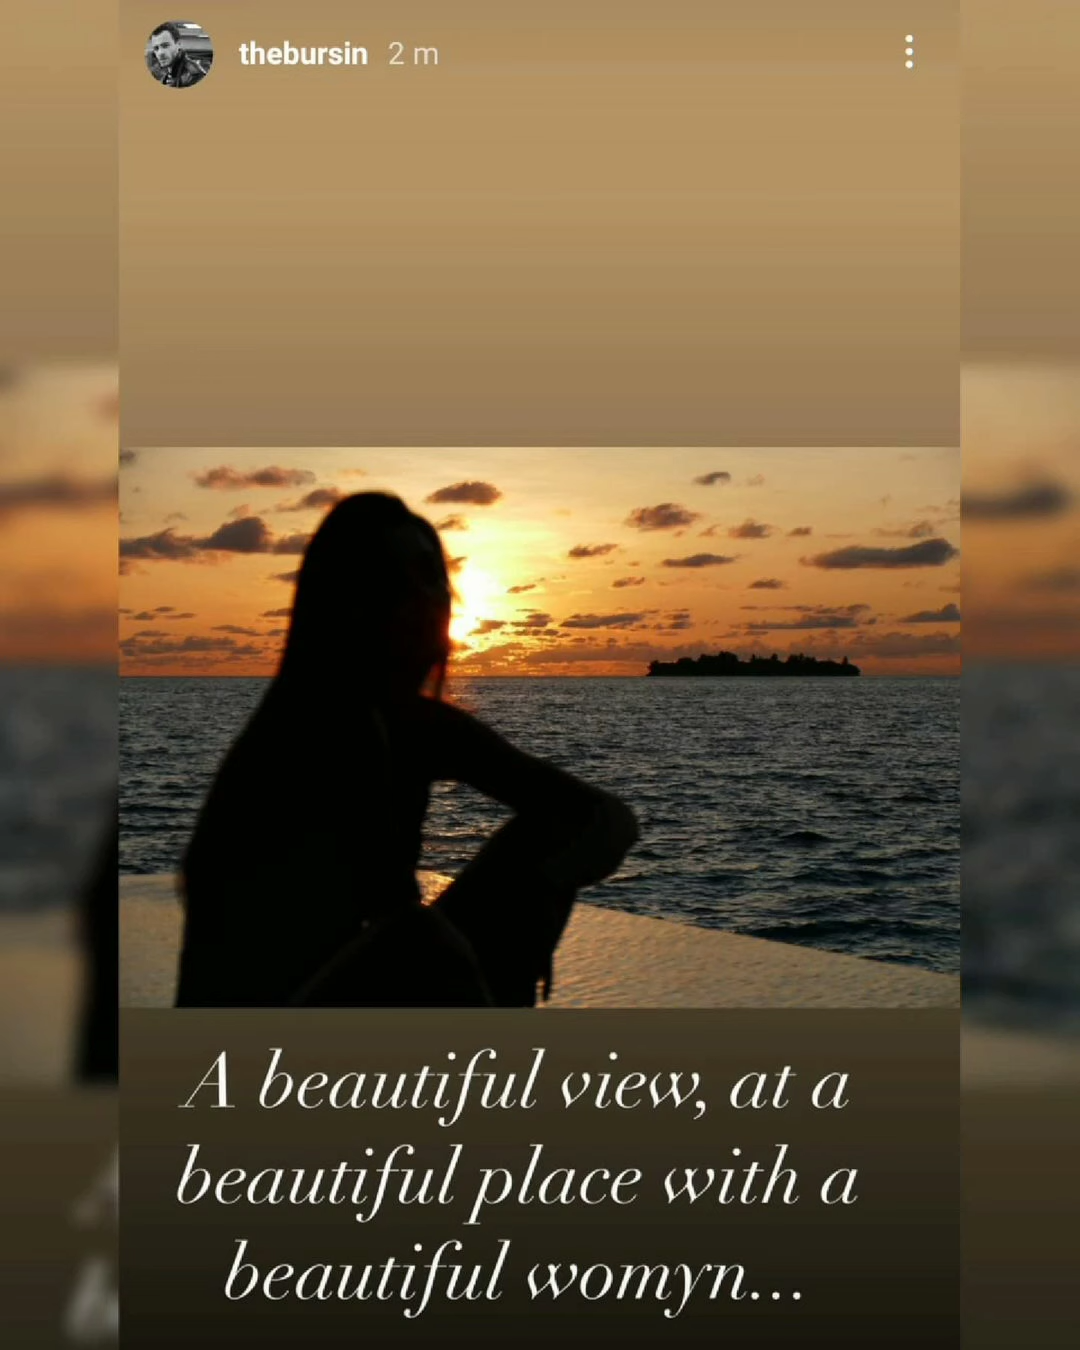 thebursin 2 m
A beautiful view, at a
beautiful place with a
beautiful womyn...